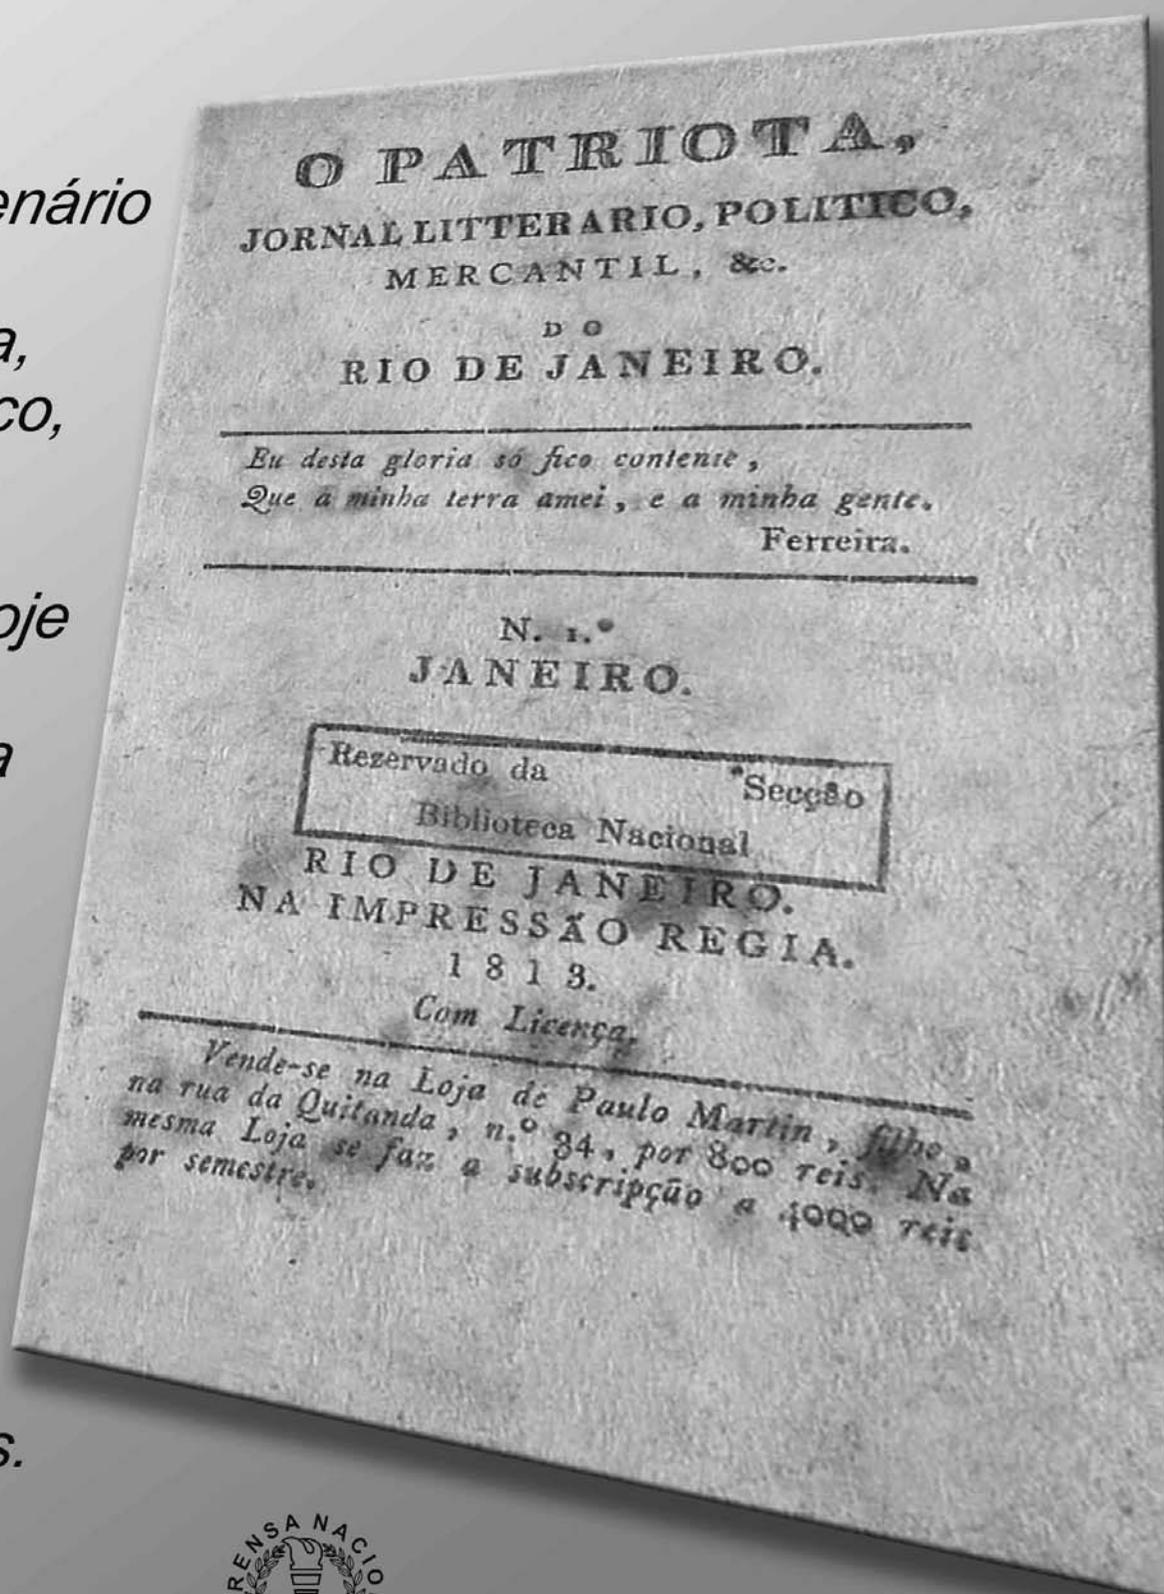 enário
a,
co,
oje
a
s.
O PATRIOTA,
JORNAL LITTERARIO, POLITICO,
MERCANTIL, &c.
DO
RIO DE JANEIRO.
Eu desta gloria só fico contente,
Que a minha terra amei, e a minha gente.
Ferreira.
N. 1.º
JANEIRO.
Rezervado da Secção
Biblioteca Nacional
RIO DE JANEIRO.
NA IMPRESSÃO REGIA.
1813.
Com Licença.
Vende-se na Loja de Paulo Martin, filho,
na rua da Quitanda, n.º 34, por 800 reis. Na
mesma Loja se faz a subscripção a 4000 reis
por semestre.
RENSA NACIO